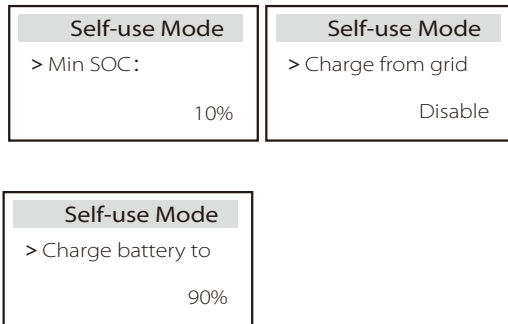 Self-use Mode
> Min SOC:
10%
Self-use Mode
> Charge from grid
Disable
Self-use Mode
> Charge battery to
90%